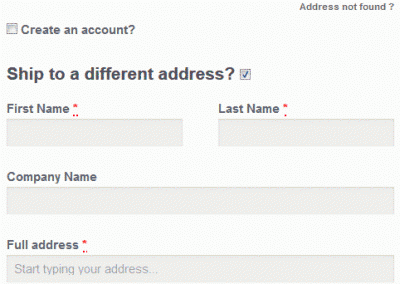 Address not found ?
Create an account?
Ship to a different address?
First Name * Last Name *
Company Name
Full address *
Start typing your address...